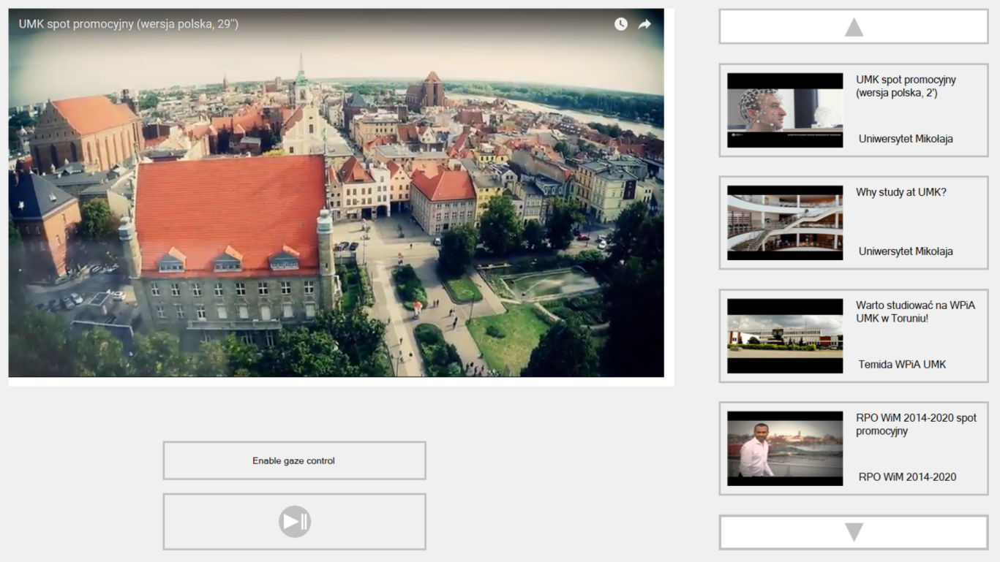 UMK spot promocyjny (wersja polska, 29'')
UMK spot promocyjny
(wersja polska, 2')
Uniwersytet Mikołaja
Why study at UMK?
Uniwersytet Mikołaja
Warto studiować na WPiA
UMK w Toruniu!
Temida WPiA UMK
RPO WiM 2014-2020 spot
promocyjny
RPO WiM 2014-2020
Enable gaze control